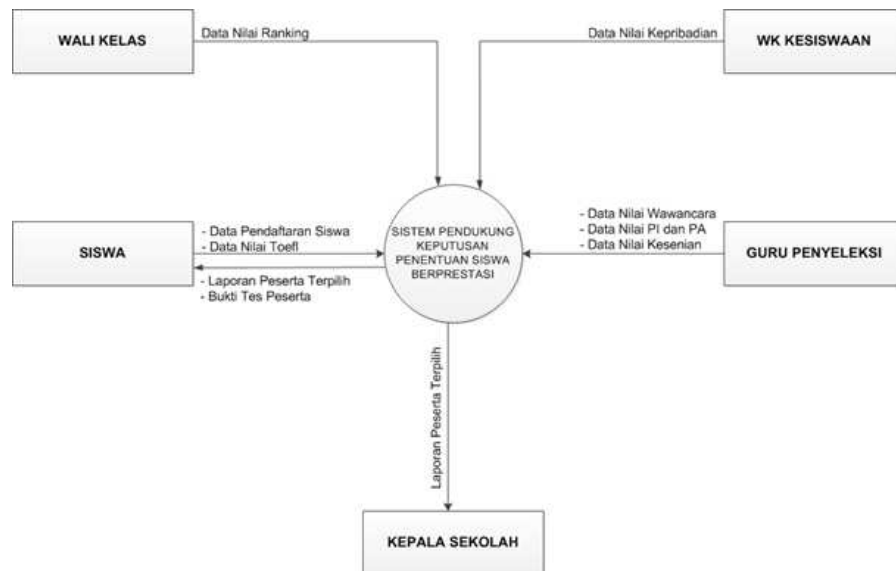 WALI KELAS
Data Nilai Ranking
Data Nilai Kepribadian
WK KESISWAAN
SISWA
- Data Pendaftaran Siswa
- Data Nilai Toefl
- Laporan Peserta Terpilih
- Bukti Tes Peserta
SISTEM PENDUKUNG
KEPUTUSAN
PENENTUAN SISWA
BERPRESTASI
- Data Nilai Wawancara
- Data Nilai PI dan PA
- Data Nilai Kesenian
GURU PENYELEKSI
Laporan Peserta Terpilih
KEPALA SEKOLAH